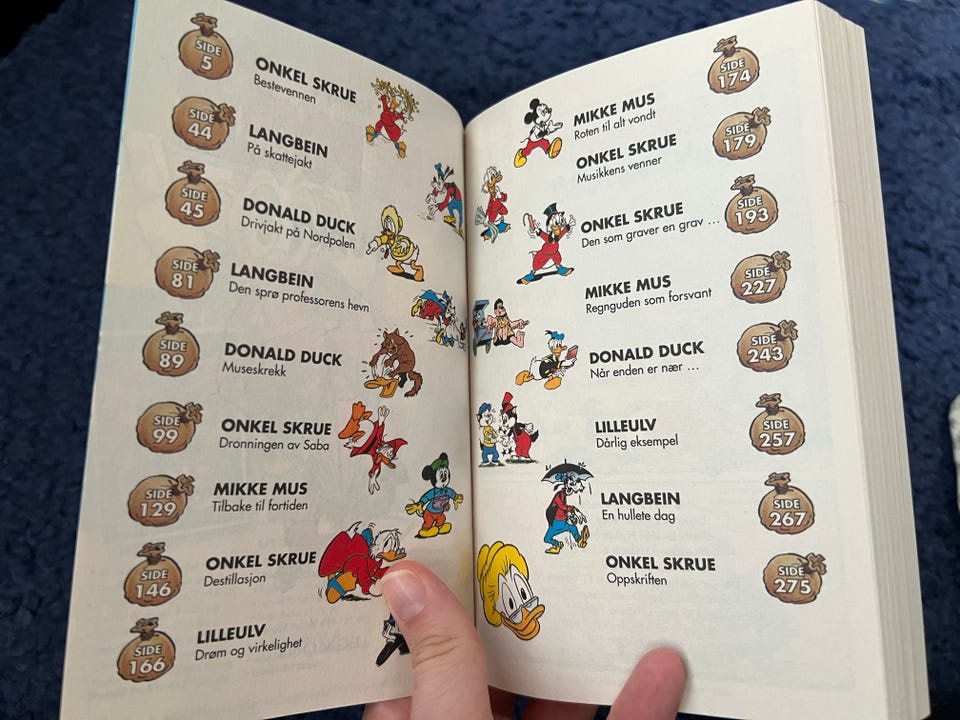 SIDE
5
ONKEL SKRUE
Bestevennen
SIDE
44
LANGBEIN
På skattejakt
SIDE
45
DONALD DUCK
Drivjakt på Nordpolen
SIDE
81
LANGBEIN
Den sprø professorens hevn
SIDE
89
DONALD DUCK
Museskrekk
SIDE
99
ONKEL SKRUE
Dronningen av Saba
SIDE
129
MIKKE MUS
Tilbake til fortiden
SIDE
146
ONKEL SKRUE
Destillasjon
SIDE
166
LILLEULV
Drøm og virkelighet
MIKKE MUS
Roten til alt vondt
SIDE
174
ONKEL SKRUE
Musikkens venner
SIDE
179
ONKEL SKRUE
Den som graver en grav ...
SIDE
193
MIKKE MUS
Regnguden som forsvant
SIDE
227
DONALD DUCK
Når enden er nær ...
SIDE
243
LILLEULV
Dårlig eksempel
SIDE
257
LANGBEIN
En hullete dag
SIDE
267
ONKEL SKRUE
Oppskriften
SIDE
275